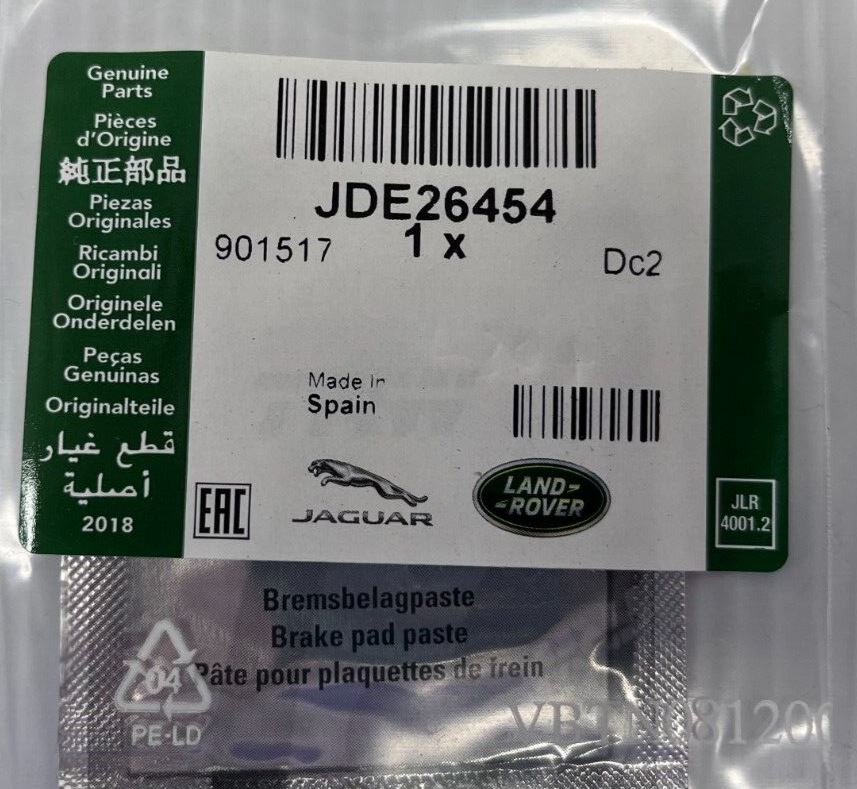 Genuine
Parts
Pièces
d'Origine
純正部品
Piezas
Originales
Ricambi
Originali
Originele
Onderdelen
Peças
Genuinas
Originalteile
قطع غيار
أصلية
2018
JDE26454
901517
1 x
Dc2
Made in
Spain
EAC
JAGUAR
LAND-
-ROVER
JLR
4001.2
Bremsbelagpaste
Brake pad paste
Pâte pour plaquettes de frein
04
PE-LD